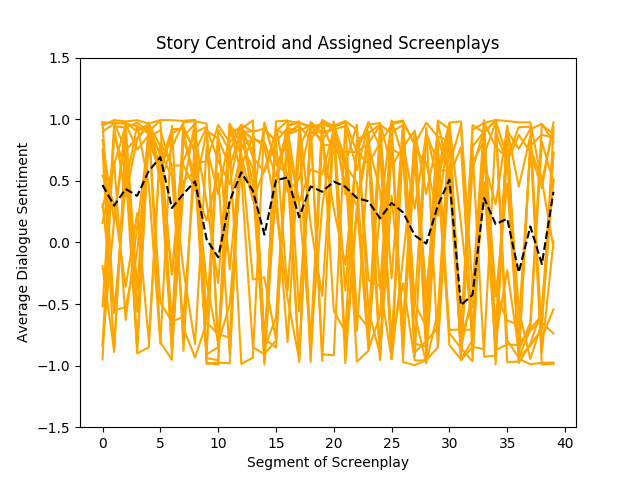 Story Centroid and Assigned Screenplays
1.5
1.0
0.5
0.0
−0.5
−1.0
−1.5
Average Dialogue Sentiment
0 5 10 15 20 25 30 35 40
Segment of Screenplay